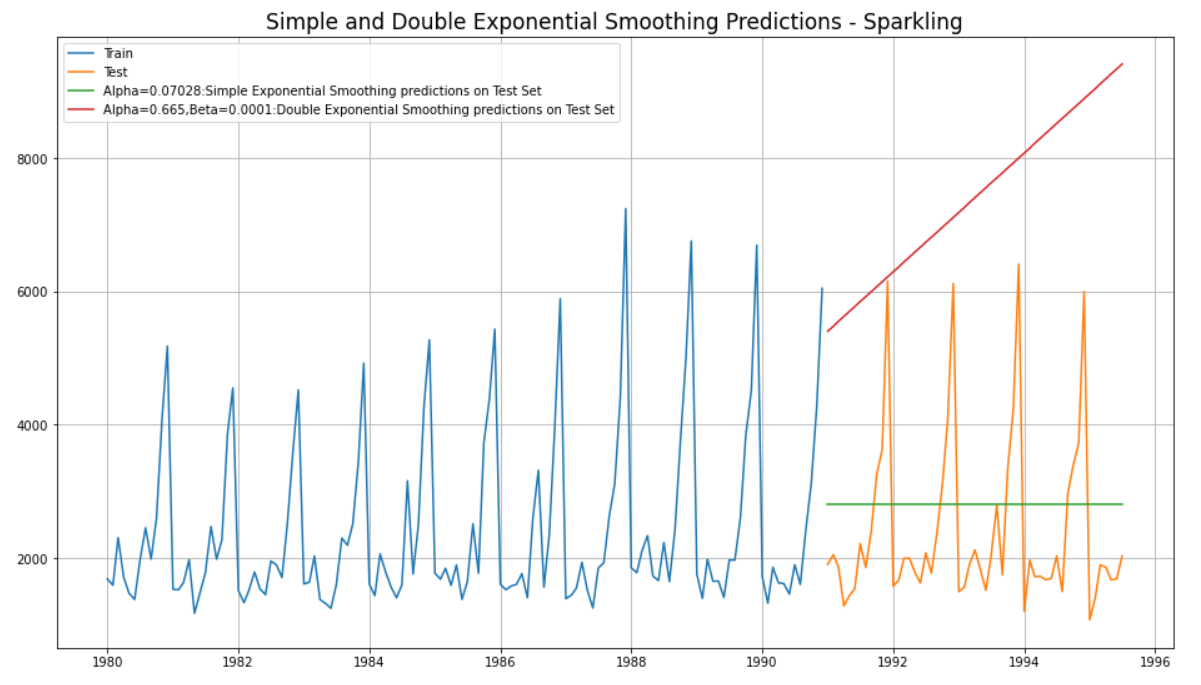 Simple and Double Exponential Smoothing Predictions - Sparkling
Train
Test
Alpha=0.07028:Simple Exponential Smoothing predictions on Test Set
Alpha=0.665,Beta=0.0001:Double Exponential Smoothing predictions on Test Set
8000
6000
4000
2000
1980 1982 1984 1986 1988 1990 1992 1994 1996